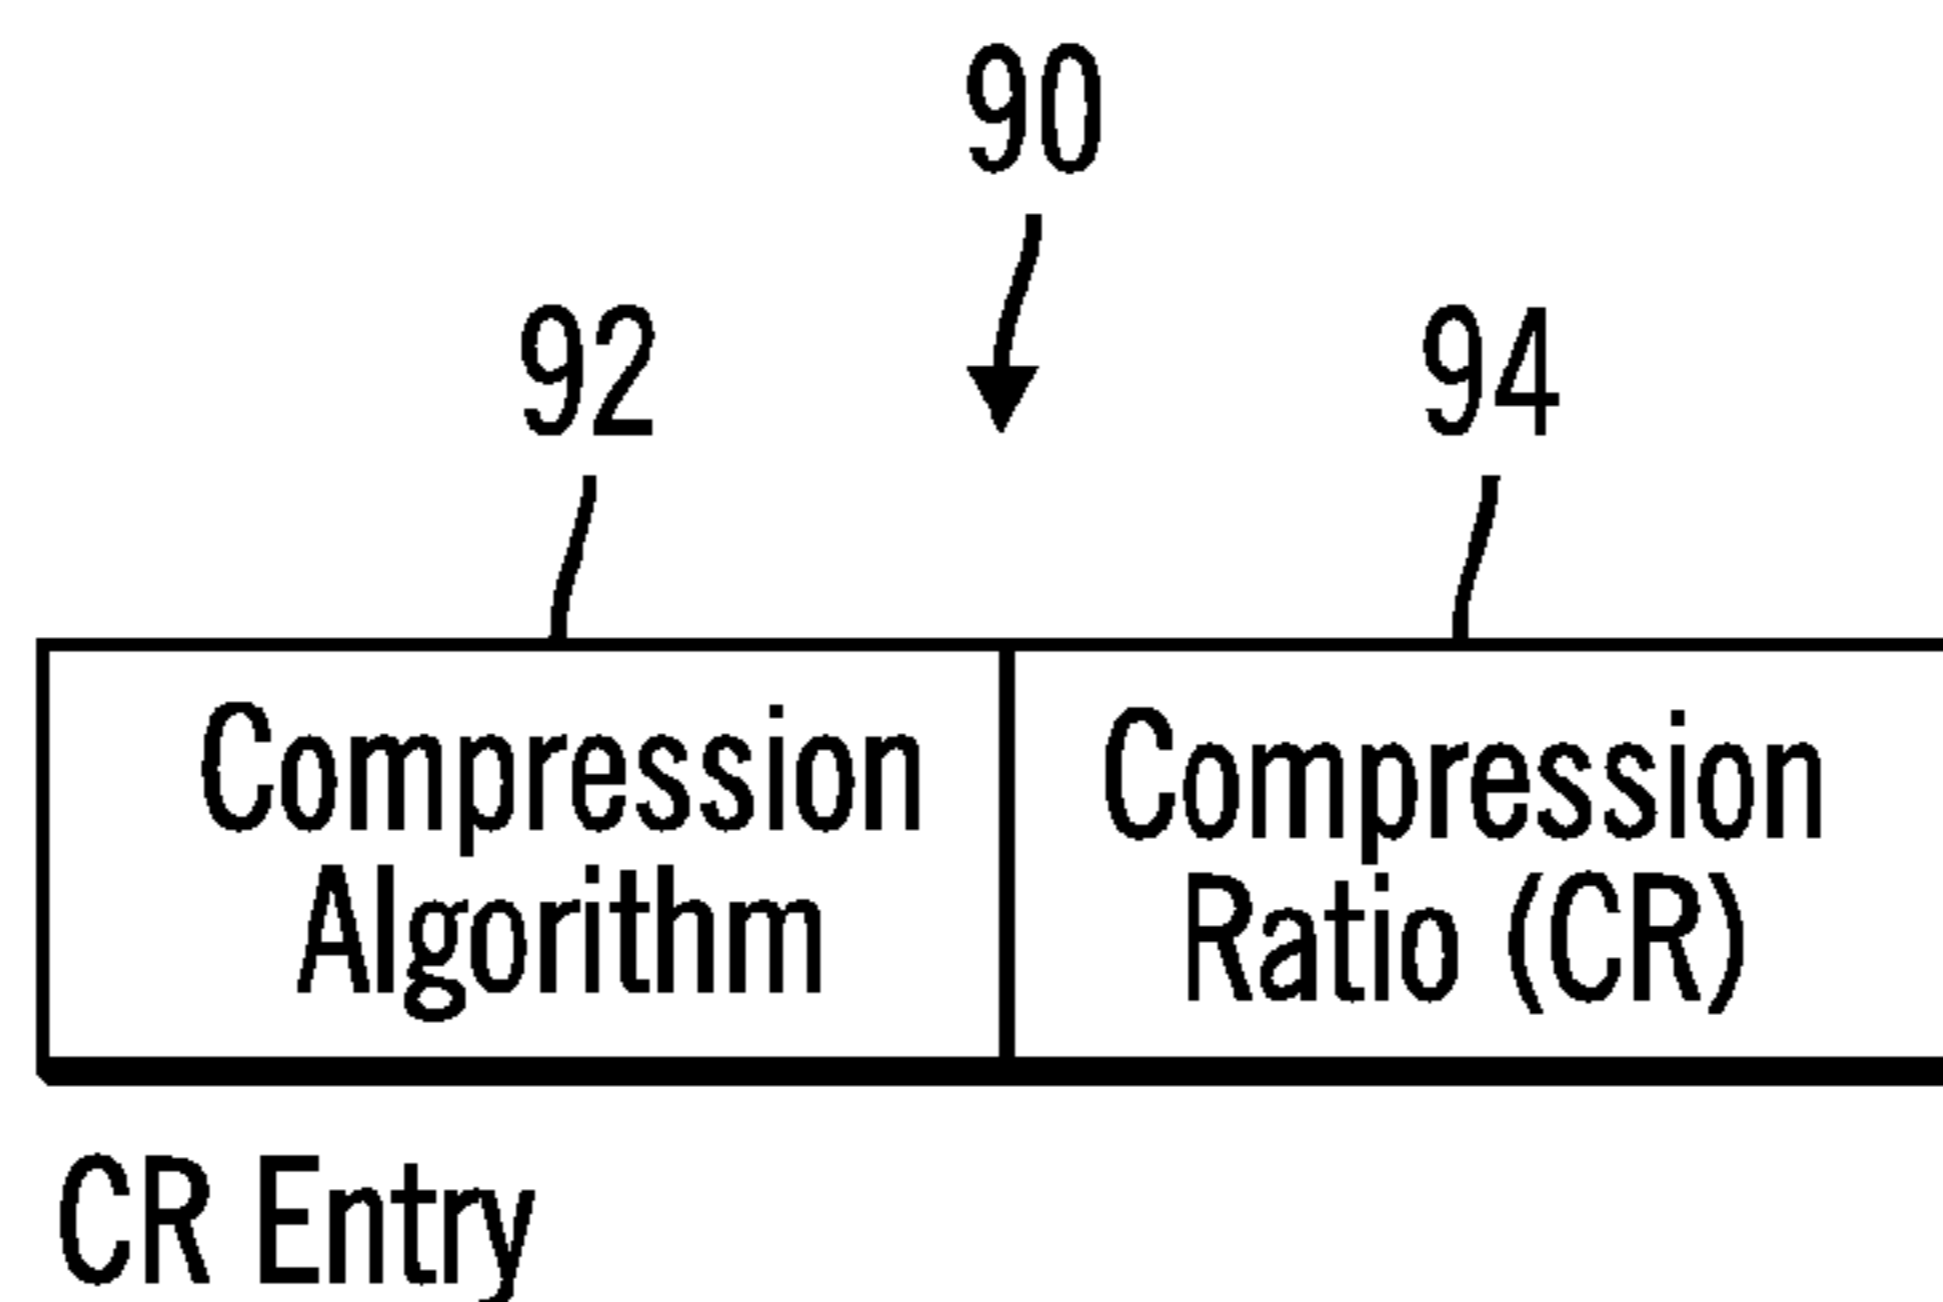 90
92
94
Compression
Algorithm
Compression
Ratio (CR)
CR Entry